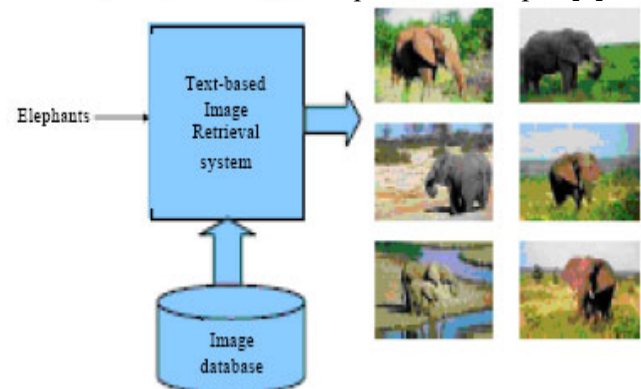 Elephants
Text-based
Image
Retrieval
system
Image
database